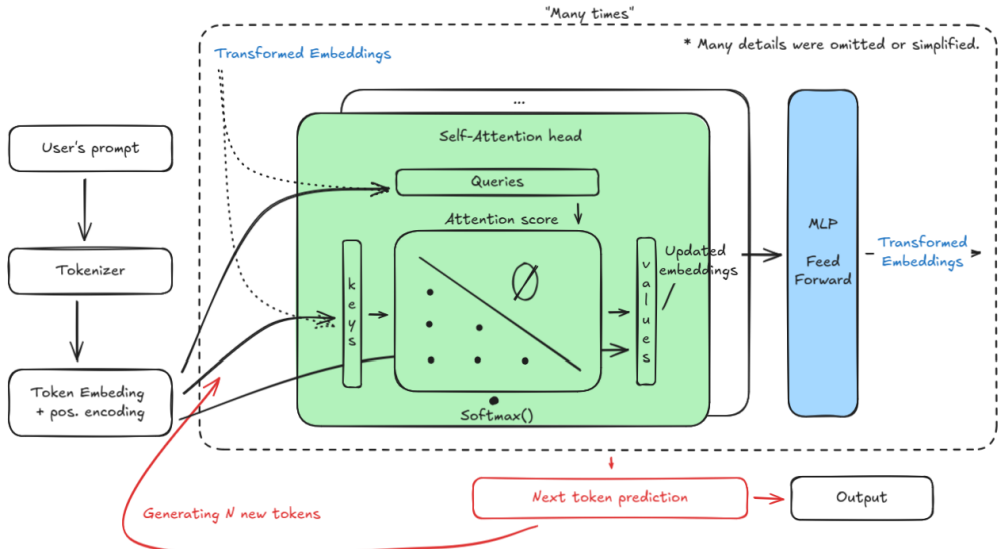 "Many times"
* Many details were omitted or simplified.
Transformed Embeddings
...
Self-Attention head
User's prompt
Queries
Attention score
Tokenizer
keys
Ø
values
Updated
embeddings
MLP
Feed
Forward
Transformed
Embeddings
Token Embeding
+ pos. encoding
Softmax()
Next token prediction
Output
Generating N new tokens